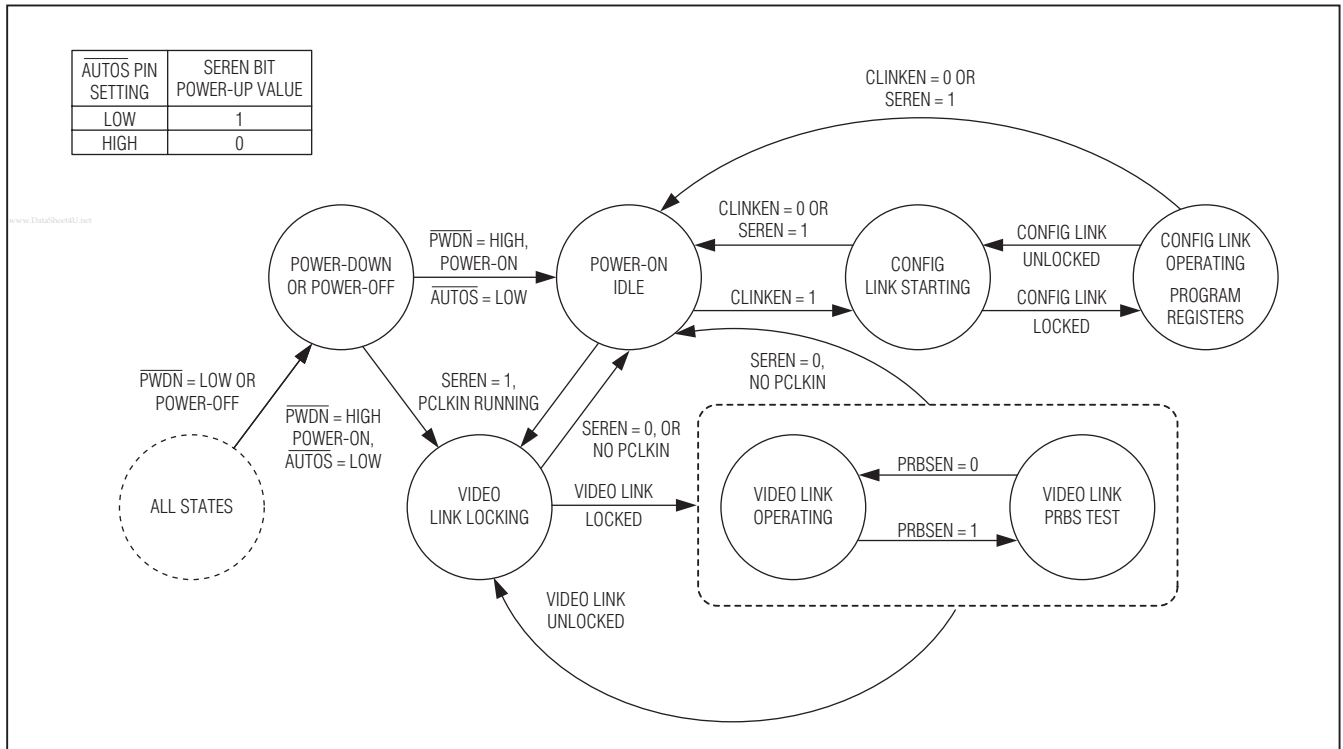 AUTOS PIN SETTING
SEREN BIT POWER-UP VALUE
LOW
1
HIGH
0
www.DataSheet4U.net
CLINKEN = 0 OR
SEREN = 1
POWER-DOWN
OR POWER-OFF
PWDN = HIGH,
POWER-ON
AUTOS = LOW
POWER-ON
IDLE
CLINKEN = 0 OR
SEREN = 1
CLINKEN = 1
CONFIG
LINK STARTING
CONFIG LINK
UNLOCKED
CONFIG LINK
LOCKED
CONFIG LINK
OPERATING
PROGRAM
REGISTERS
PWDN = LOW OR
POWER-OFF
ALL STATES
PWDN = HIGH
POWER-ON,
AUTOS = LOW
SEREN = 1,
PCLKIN RUNNING
SEREN = 0, OR
NO PCLKIN
SEREN = 0,
NO PCLKIN
VIDEO
LINK LOCKING
VIDEO LINK
LOCKED
VIDEO LINK
OPERATING
PRBSEN = 0
PRBSEN = 1
VIDEO LINK
PRBS TEST
VIDEO LINK
UNLOCKED